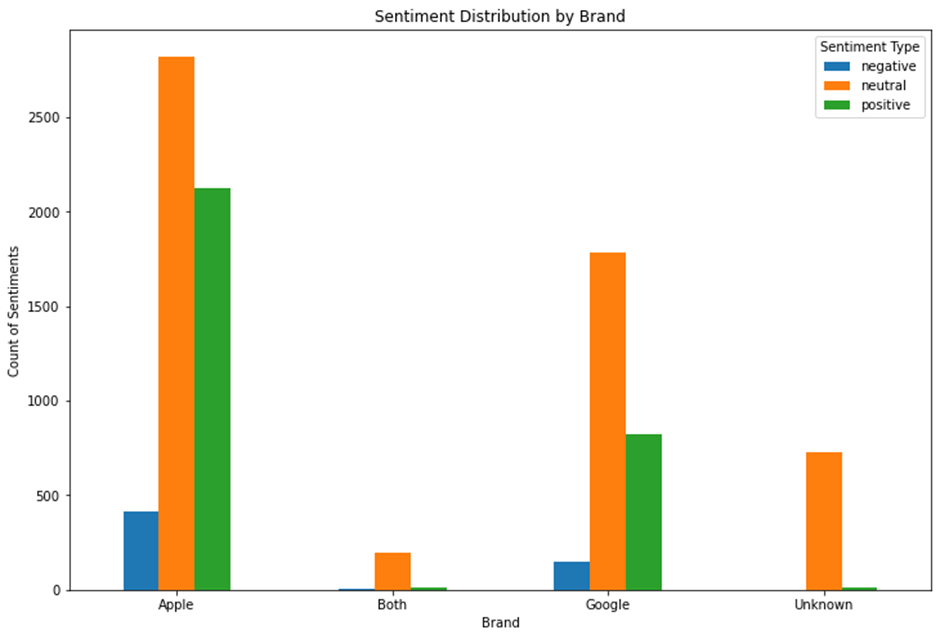 Sentiment Distribution by Brand
Sentiment Type
negative
neutral
positive
Count of Sentiments
2500
2000
1500
1000
500
0
Apple Both Google Unknown
Brand